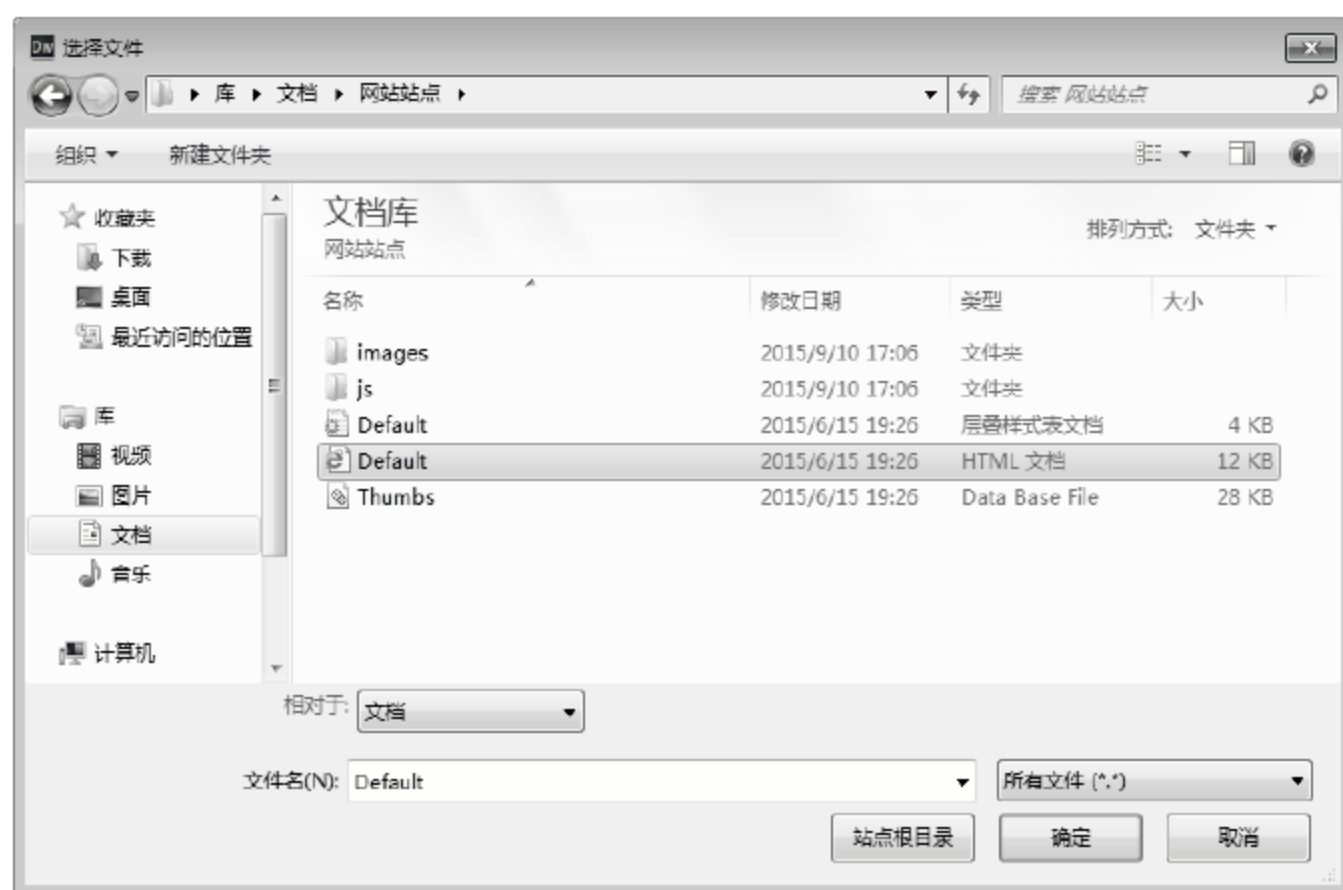 DW 选择文件
库 文档 网站站点
搜索 网站站点
组织 新建文件夹
收藏夹
下载
桌面
最近访问的位置
库
视频
图片
文档
音乐
计算机
文档库
网站站点
排列方式: 文件夹
名称 修改日期 类型 大小
images 2015/9/10 17:06 文件夹
js 2015/9/10 17:06 文件夹
Default 2015/6/15 19:26 层叠样式表文档 4 KB
Default 2015/6/15 19:26 HTML 文档 12 KB
Thumbs 2015/6/15 19:26 Data Base File 28 KB
相对于: 文档
文件名(N): Default 所有文件 (*.*)
站点根目录 确定 取消